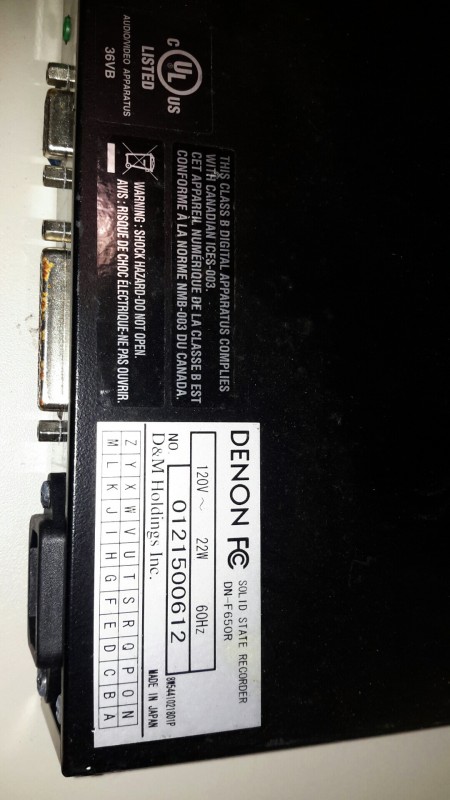 C UL US
LISTED
AUDIO/VIDEO APPARATUS
36VB
THIS CLASS B DIGITAL APPARATUS COMPLIES
WITH CANADIAN ICES-003.
CET APPAREIL NUMÉRIQUE DE LA CLASSE B EST
CONFORME À LA NORME NMB-003 DU CANADA.
WARNING : SHOCK HAZARD-DO NOT OPEN.
AVIS : RISQUE DE CHOC ÉLECTRIQUE-NE PAS OUVRIR.
DENON FC SOLID STATE RECORDER
DN-F650R
120V ~ 22W 60Hz
NO. 0121500612
D&M Holdings Inc.
8W5441021801P
MADE IN JAPAN
Z Y X W V U T S R Q P O N
M L K J I H G F E D C B A